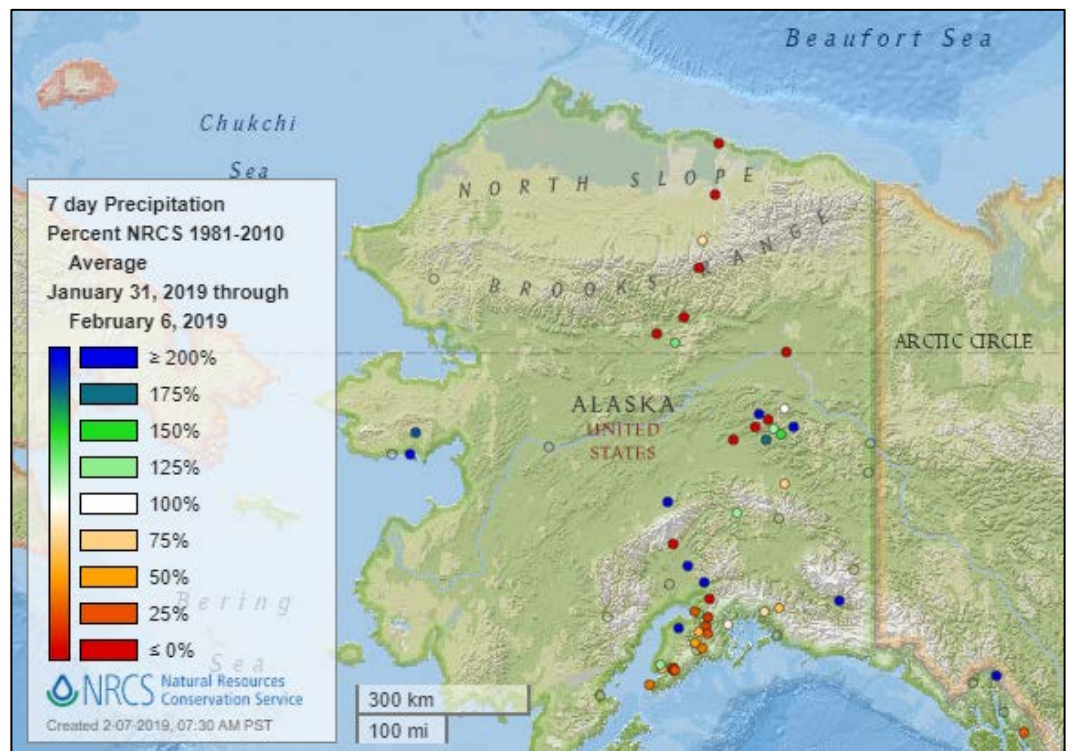 Beaufort Sea
Chukchi
Sea
NORTH SLOPE
BROOKS RANGE
ARCTIC CIRCLE
ALASKA
UNITED
STATES
Bering
Sea
7 day Precipitation
Percent NRCS 1981-2010
Average
January 31, 2019 through
February 6, 2019
≥ 200%
175%
150%
125%
100%
75%
50%
25%
≤ 0%
NRCS Natural Resources
Conservation Service
Created 2-07-2019, 07:30 AM PST
300 km
100 mi